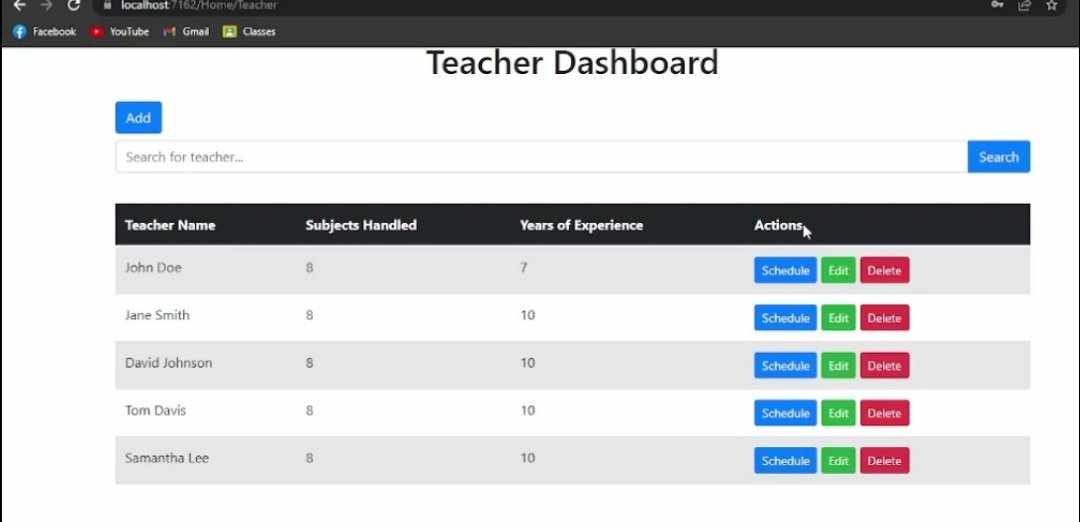 localhost:7162/Home/Teacher
Facebook YouTube Gmail Classes
Teacher Dashboard
Add
Search for teacher... Search
Teacher Name Subjects Handled Years of Experience Actions
John Doe 8 7 Schedule Edit Delete
Jane Smith 8 10 Schedule Edit Delete
David Johnson 8 10 Schedule Edit Delete
Tom Davis 8 10 Schedule Edit Delete
Samantha Lee 8 10 Schedule Edit Delete